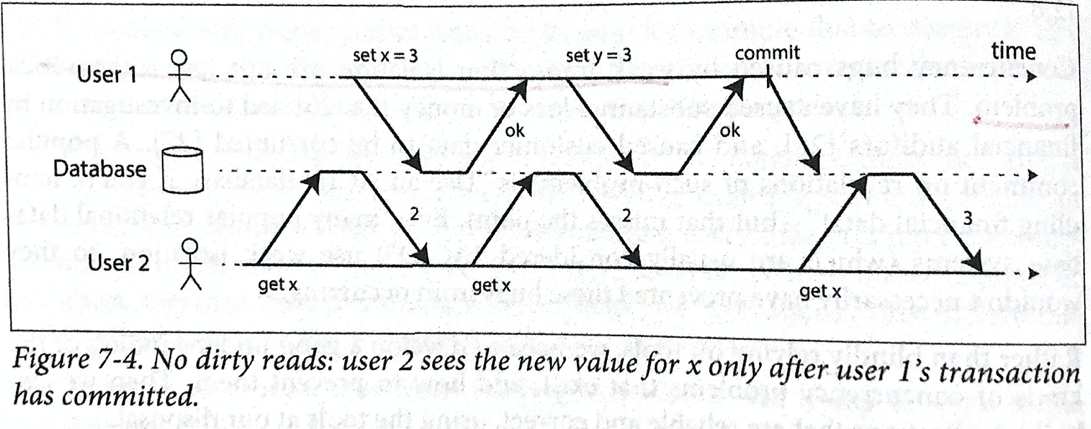 set x = 3
set y = 3
commit
time
User 1
ok
ok
Database
2
2
3
User 2
get x
get x
get x
Figure 7-4. No dirty reads: user 2 sees the new value for x only after user 1's transaction
has committed.